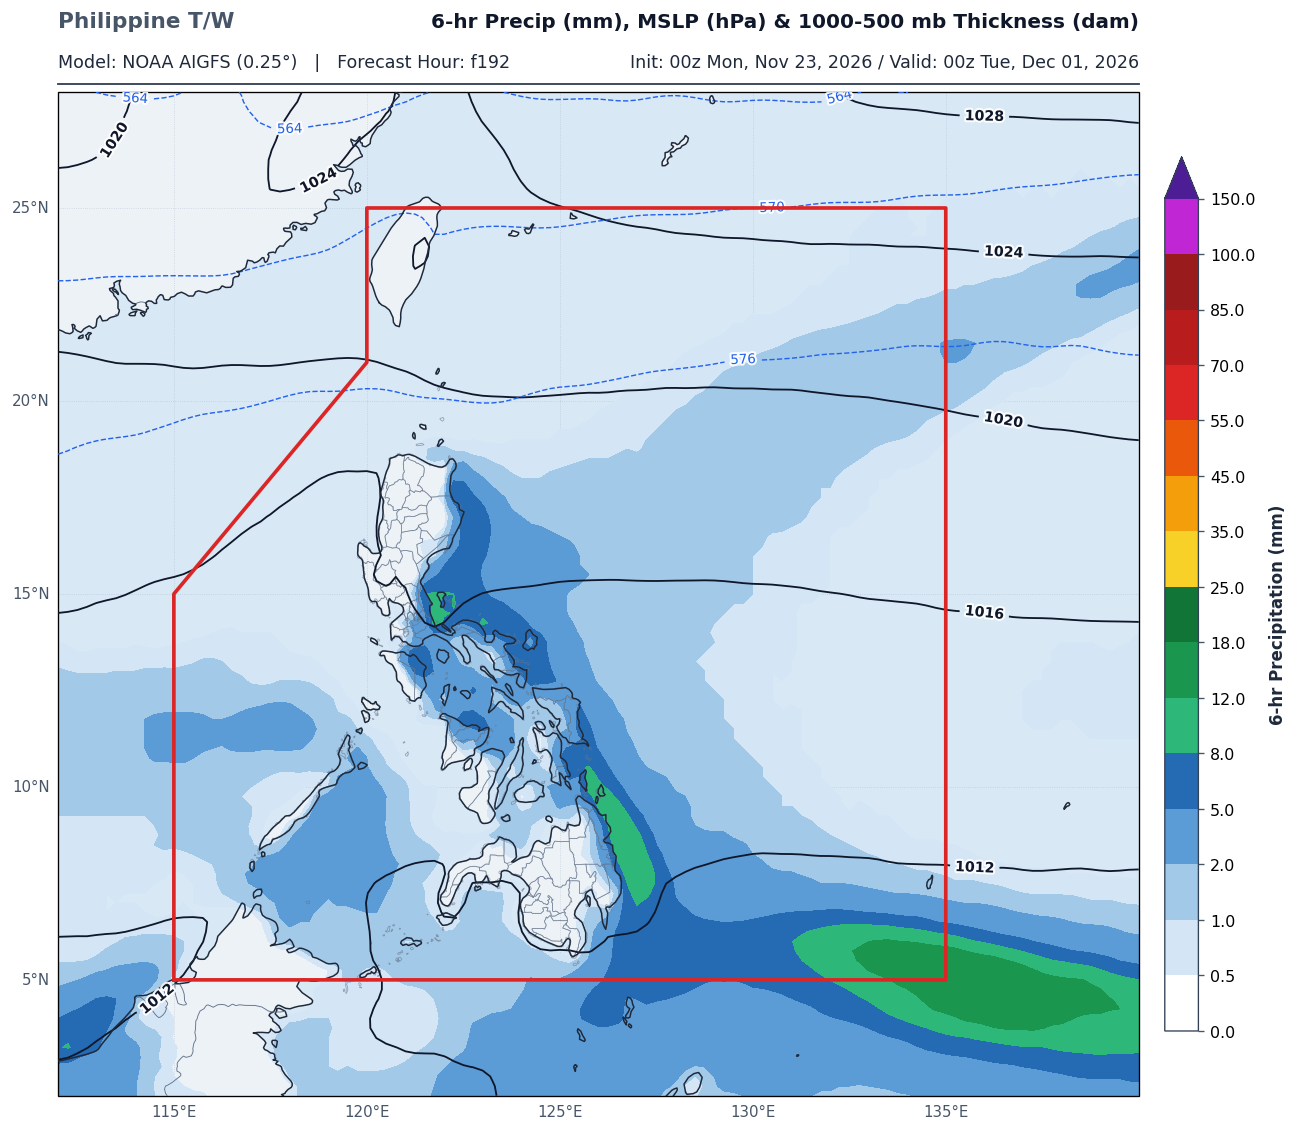 Philippine T/W
6-hr Precip (mm), MSLP (hPa) & 1000-500 mb Thickness (dam)
Model: NOAA AIGFS (0.25°) | Forecast Hour: f192
Init: 00z Mon, Nov 23, 2026 / Valid: 00z Tue, Dec 01, 2026
564
564
564
1020
1024
1028
570
1024
576
1020
1016
1012
1012
25°N
20°N
15°N
10°N
5°N
115°E
120°E
125°E
130°E
135°E
150.0
100.0
85.0
70.0
55.0
45.0
35.0
25.0
18.0
12.0
8.0
5.0
2.0
1.0
0.5
0.0
6-hr Precipitation (mm)